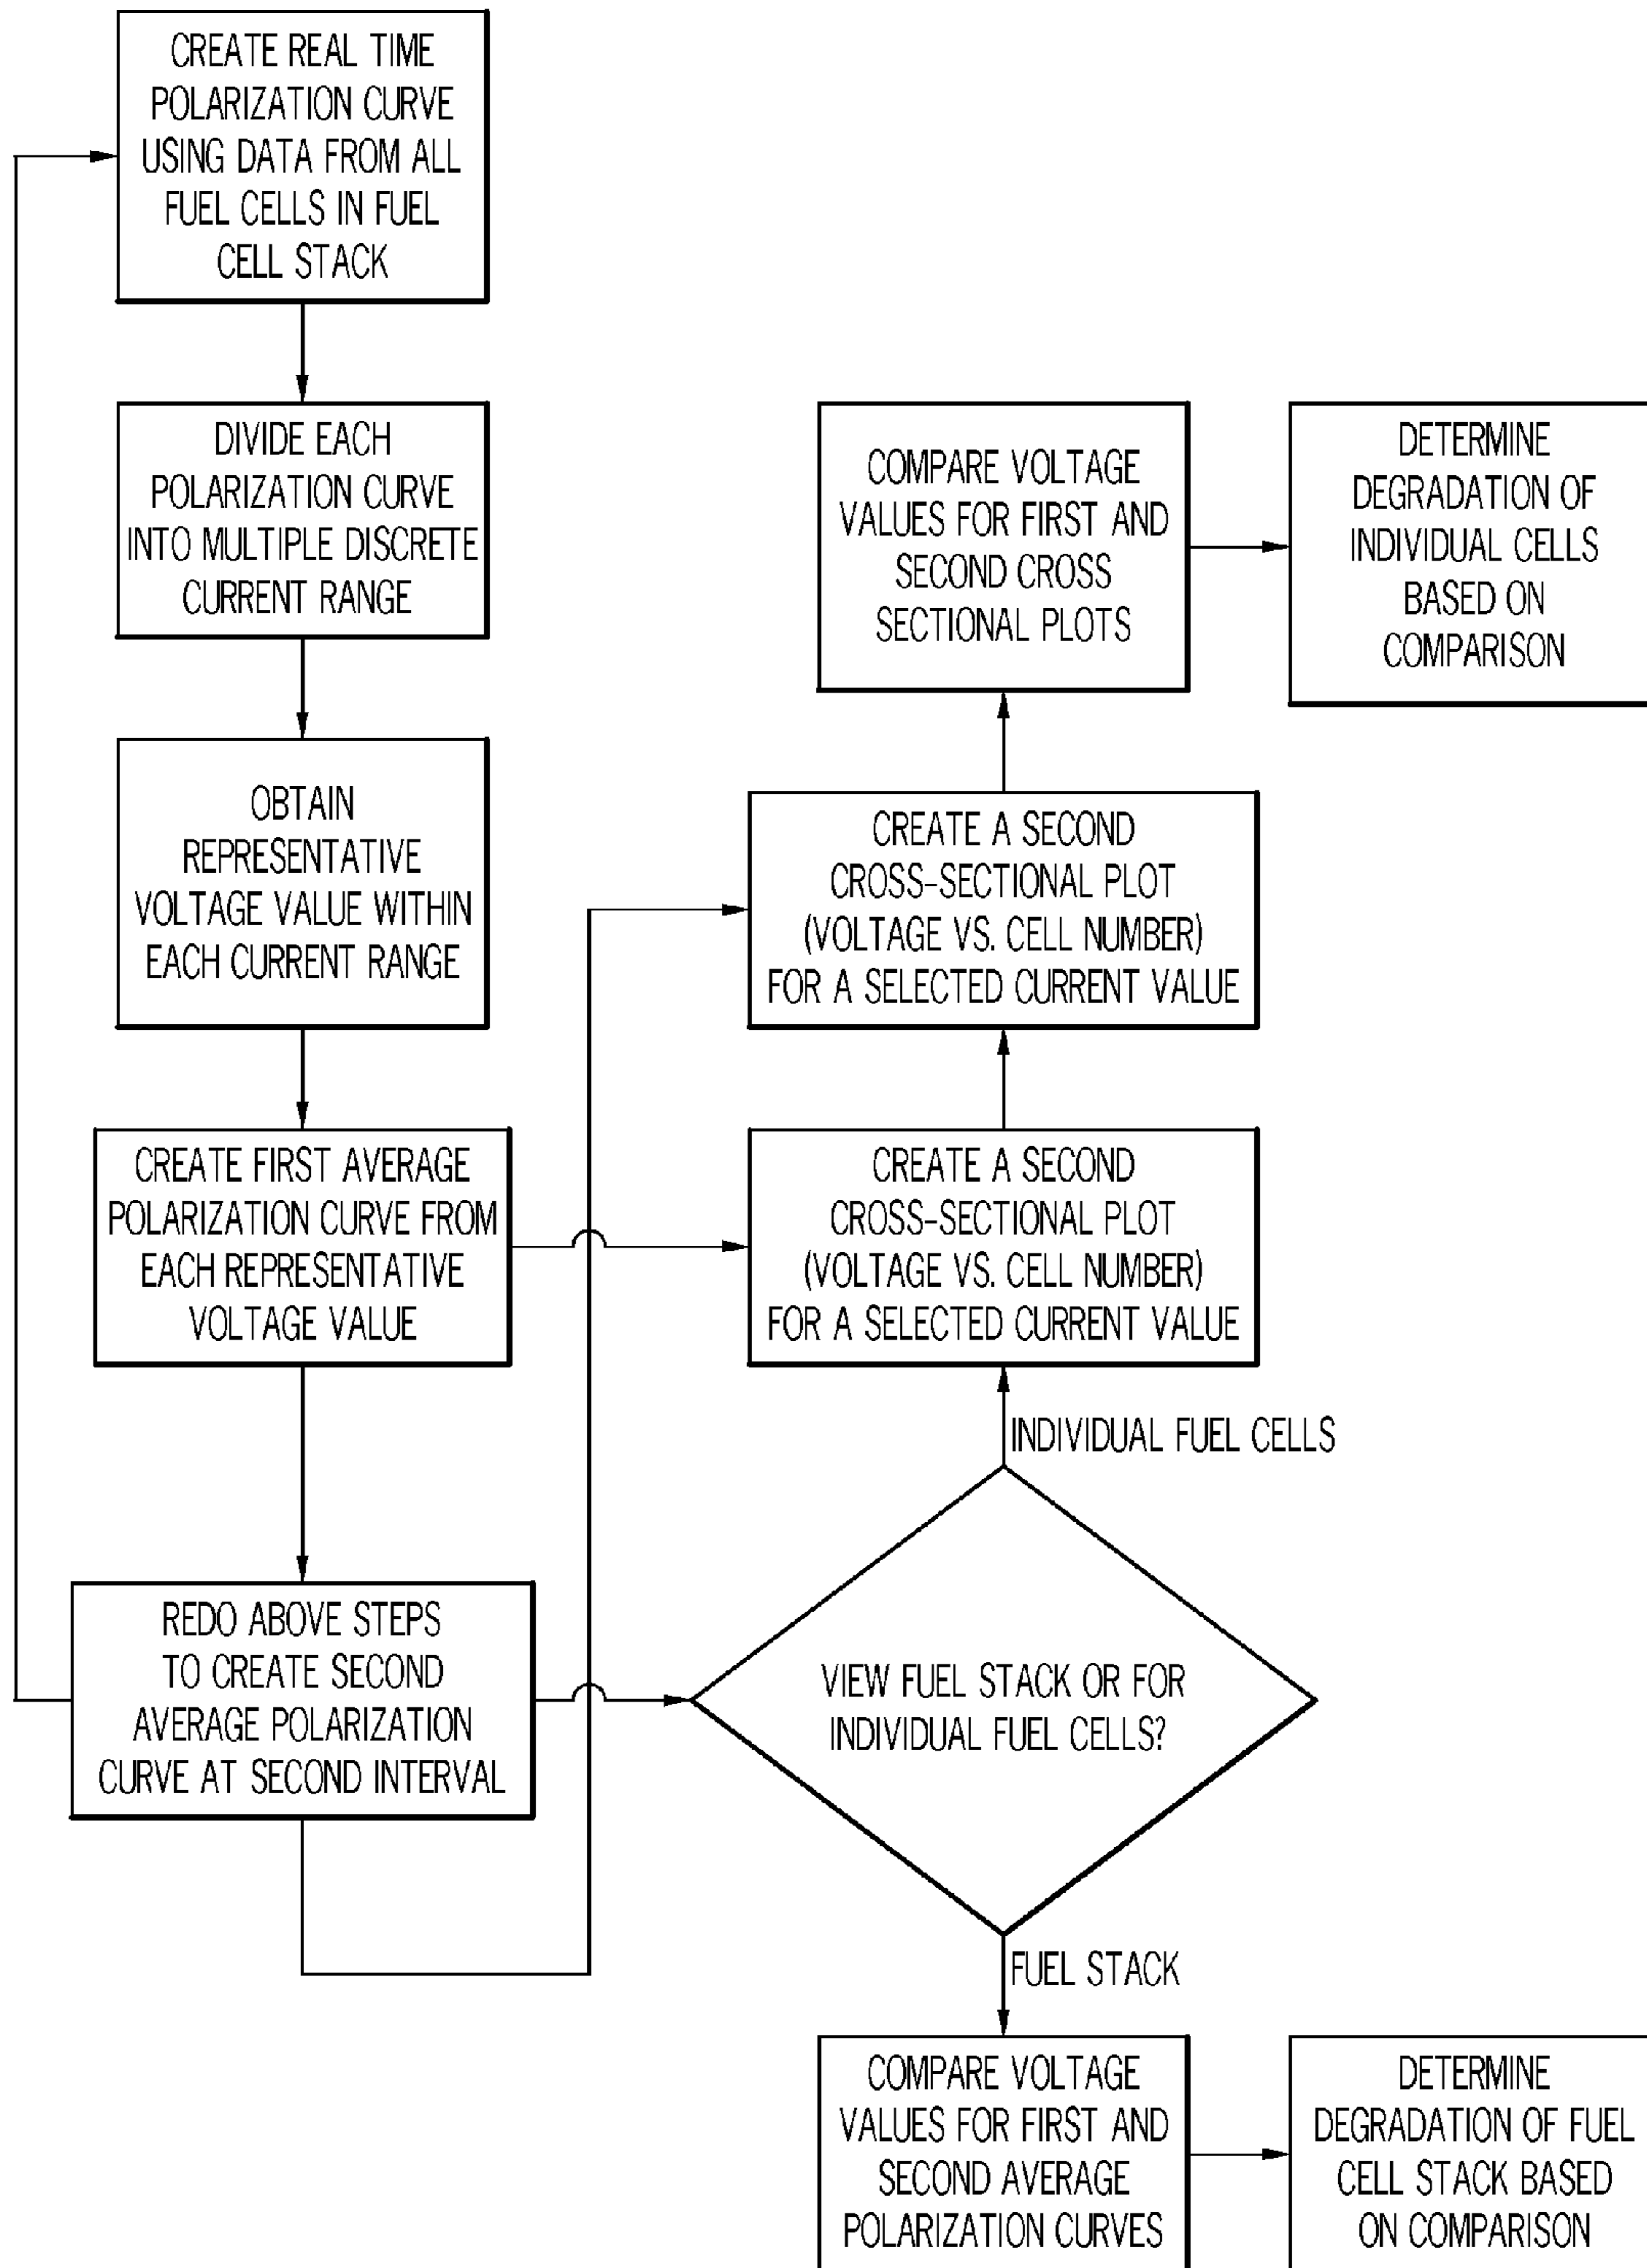 CREATE REAL TIME
POLARIZATION CURVE
USING DATA FROM ALL
FUEL CELLS IN FUEL
CELL STACK
DIVIDE EACH
POLARIZATION CURVE
INTO MULTIPLE DISCRETE
CURRENT RANGE
OBTAIN
REPRESENTATIVE
VOLTAGE VALUE WITHIN
EACH CURRENT RANGE
CREATE FIRST AVERAGE
POLARIZATION CURVE FROM
EACH REPRESENTATIVE
VOLTAGE VALUE
REDO ABOVE STEPS
TO CREATE SECOND
AVERAGE POLARIZATION
CURVE AT SECOND INTERVAL
VIEW FUEL STACK OR FOR
INDIVIDUAL FUEL CELLS?
INDIVIDUAL FUEL CELLS
CREATE A SECOND
CROSS-SECTIONAL PLOT
(VOLTAGE VS. CELL NUMBER)
FOR A SELECTED CURRENT VALUE
CREATE A SECOND
CROSS-SECTIONAL PLOT
(VOLTAGE VS. CELL NUMBER)
FOR A SELECTED CURRENT VALUE
COMPARE VOLTAGE
VALUES FOR FIRST AND
SECOND CROSS
SECTIONAL PLOTS
DETERMINE
DEGRADATION OF
INDIVIDUAL CELLS
BASED ON
COMPARISON
FUEL STACK
COMPARE VOLTAGE
VALUES FOR FIRST AND
SECOND AVERAGE
POLARIZATION CURVES
DETERMINE
DEGRADATION OF FUEL
CELL STACK BASED
ON COMPARISON